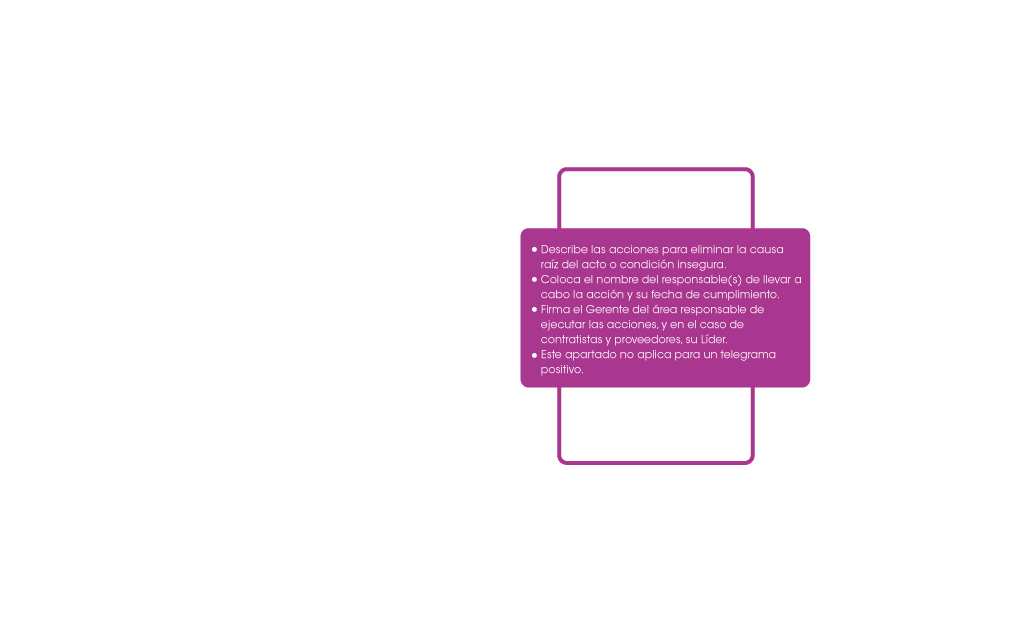 • Describe las acciones para eliminar la causa
raíz del acto o condición insegura.
• Coloca el nombre del responsable(s) de llevar a
cabo la acción y su fecha de cumplimiento.
• Firma el Gerente del área responsable de
ejecutar las acciones, y en el caso de
contratistas y proveedores, su Líder.
• Este apartado no aplica para un telegrama
positivo.